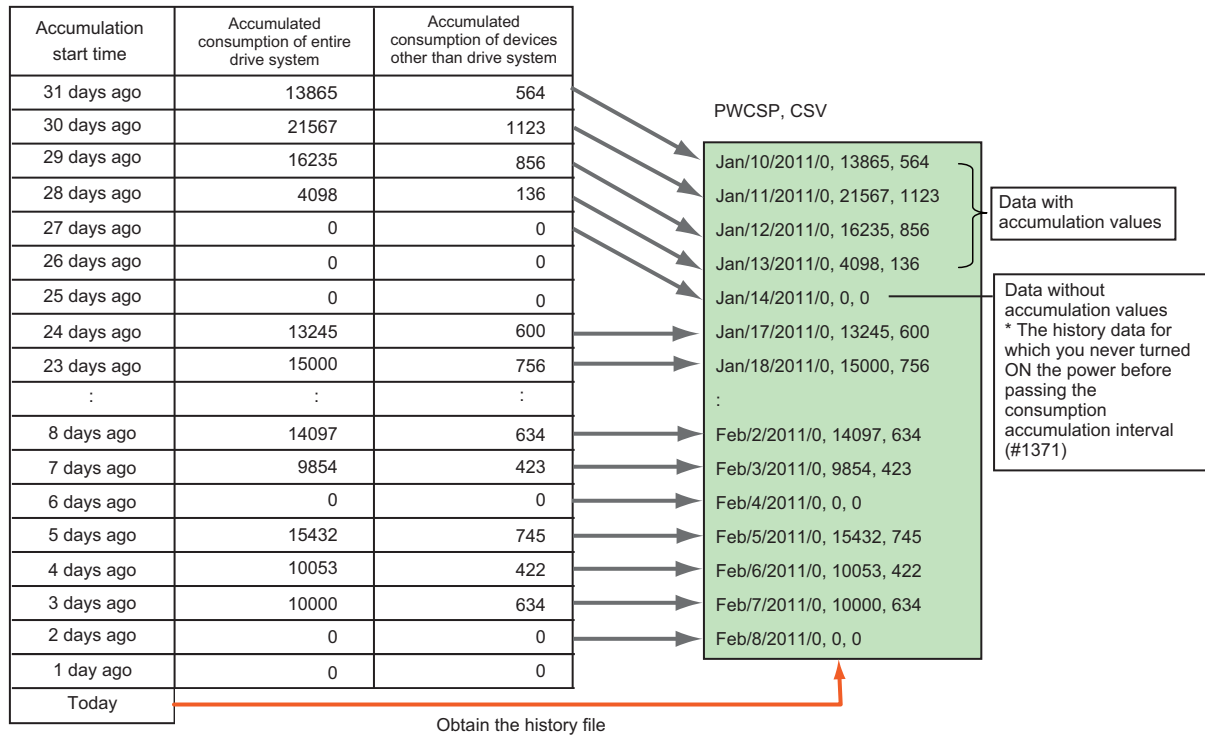 Accumulation
start time
Accumulated
consumption of entire
drive system
Accumulated
consumption of devices
other than drive system
31 days ago 13865 564
30 days ago 21567 1123
29 days ago 16235 856
28 days ago 4098 136
27 days ago 0 0
26 days ago 0 0
25 days ago 0 0
24 days ago 13245 600
23 days ago 15000 756
: : :
8 days ago 14097 634
7 days ago 9854 423
6 days ago 0 0
5 days ago 15432 745
4 days ago 10053 422
3 days ago 10000 634
2 days ago 0 0
1 day ago 0 0
Today
PWCSP, CSV
Jan/10/2011/0, 13865, 564
Jan/11/2011/0, 21567, 1123
Jan/12/2011/0, 16235, 856
Jan/13/2011/0, 4098, 136
Jan/14/2011/0, 0, 0
Jan/17/2011/0, 13245, 600
Jan/18/2011/0, 15000, 756
:
Feb/2/2011/0, 14097, 634
Feb/3/2011/0, 9854, 423
Feb/4/2011/0, 0, 0
Feb/5/2011/0, 15432, 745
Feb/6/2011/0, 10053, 422
Feb/7/2011/0, 10000, 634
Feb/8/2011/0, 0, 0
Data with
accumulation values
Data without
accumulation values
* The history data for
which you never turned
ON the power before
passing the
consumption
accumulation interval
(#1371)
Obtain the history file